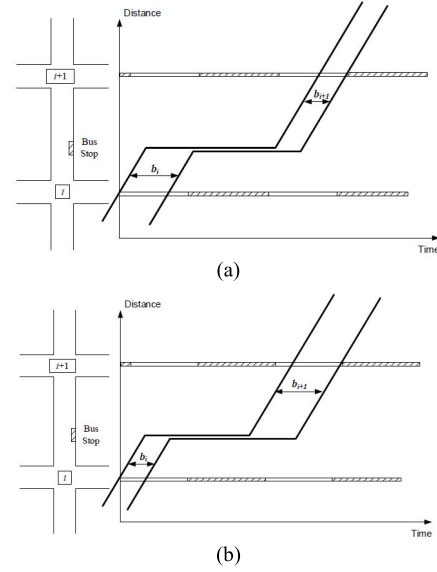 Distance
i+1
b_{i+1}
Bus
Stop
b_i
i
Time
(a)
Distance
i+1
b_{i+1}
Bus
Stop
b_i
i
Time
(b)